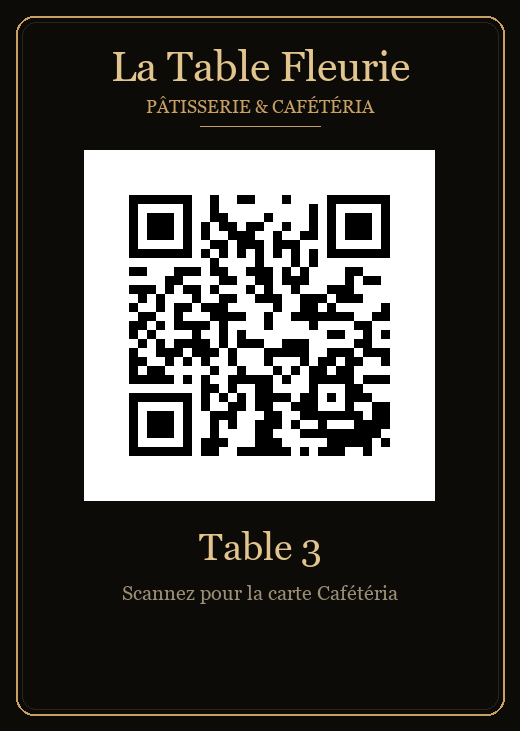 La Table Fleurie
PÂTISSERIE & CAFÉTÉRIA
Table 3
Scannez pour la carte Cafétéria